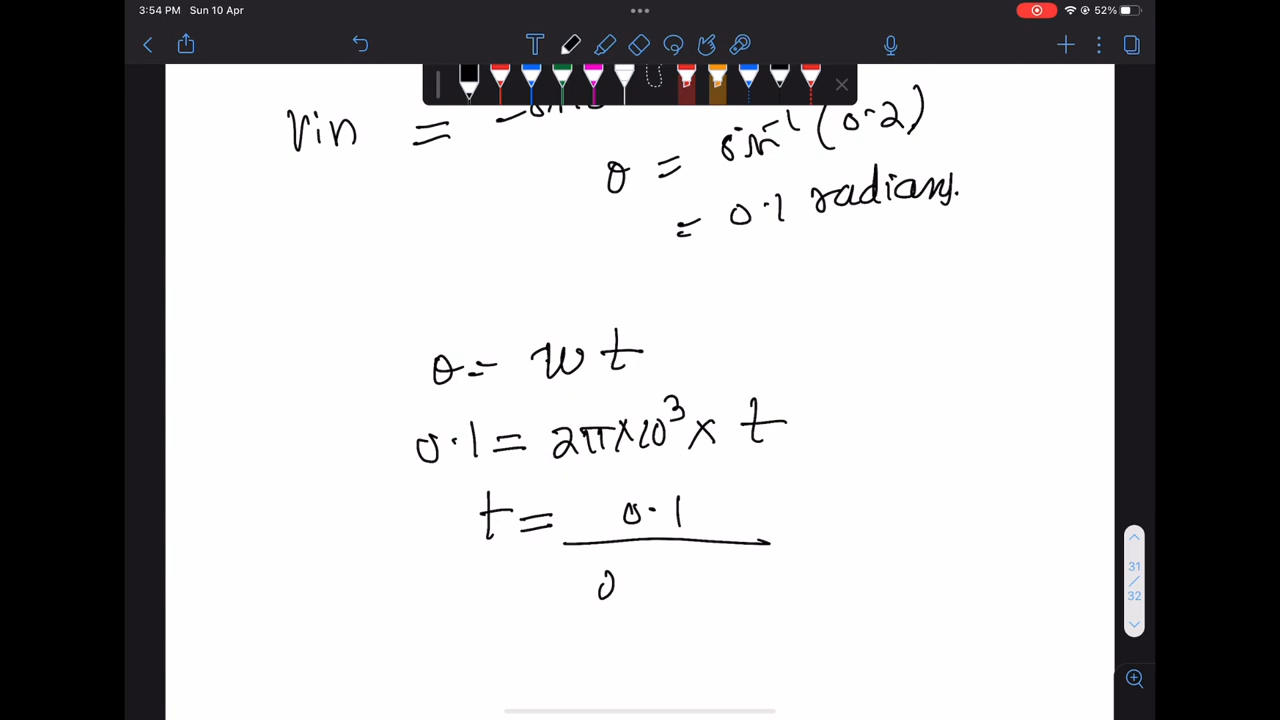 3:54 PM Sun 10 Apr
52%
Vin =
θ = sin⁻¹(0.2)
= 0.1 radians.
θ = w t
0.1 = 2π×10³ × t
t = 0.1
0
31
/
32